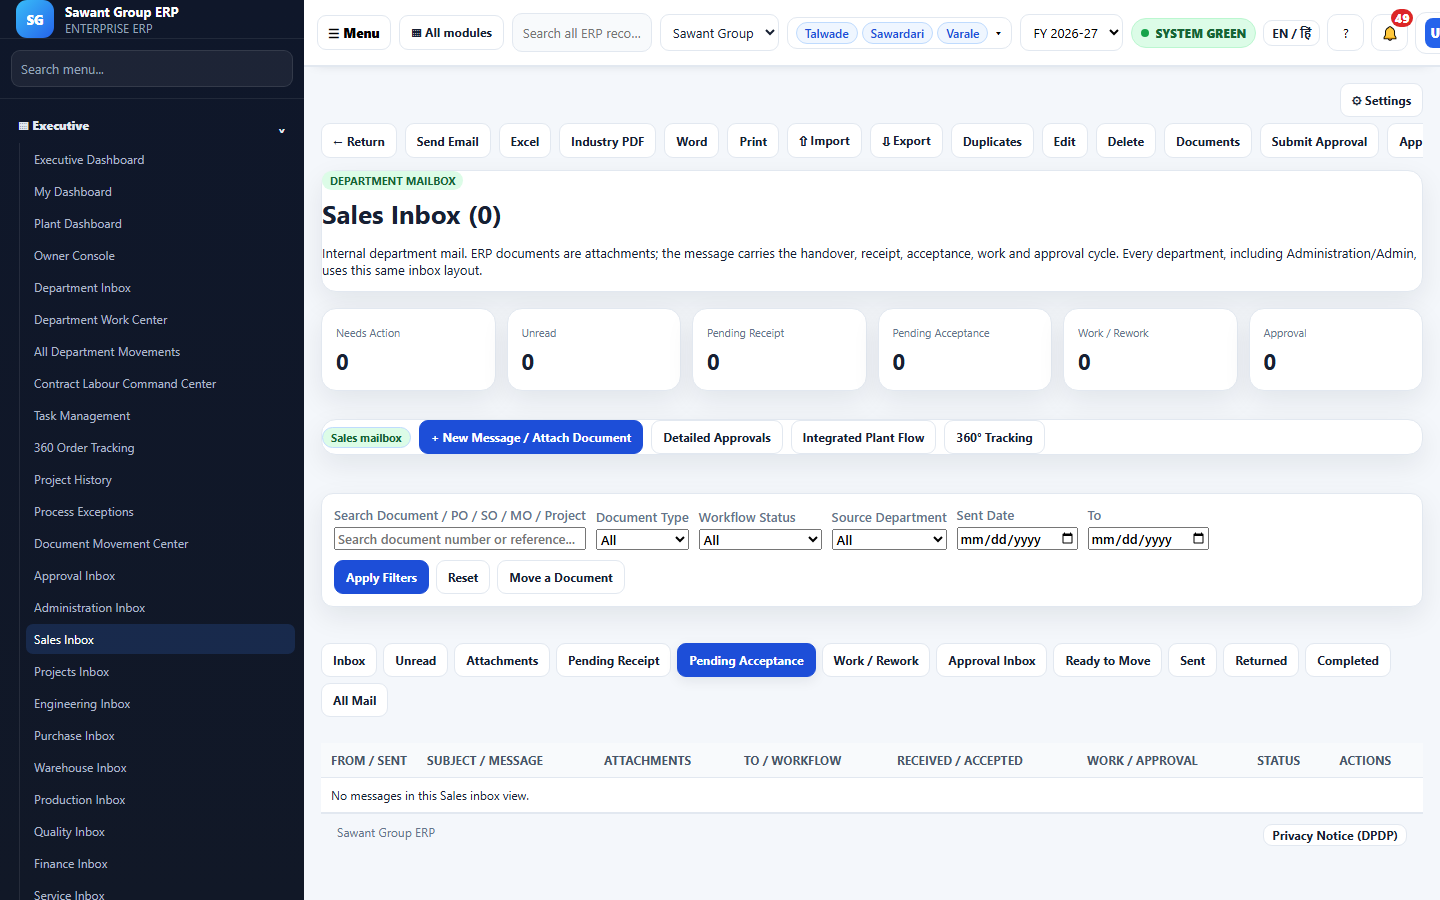 SG
Sawant Group ERP
ENTERPRISE ERP
Search menu...
Executive
Executive Dashboard
My Dashboard
Plant Dashboard
Owner Console
Department Inbox
Department Work Center
All Department Movements
Contract Labour Command Center
Task Management
360 Order Tracking
Project History
Process Exceptions
Document Movement Center
Approval Inbox
Administration Inbox
Sales Inbox
Projects Inbox
Engineering Inbox
Purchase Inbox
Warehouse Inbox
Production Inbox
Quality Inbox
Finance Inbox
Service Inbox
☰ Menu
All modules
Search all ERP reco...
Sawant Group
Talwade Sawardari Varale
FY 2026-27
SYSTEM GREEN
EN / हिं
?
49
U
⚙ Settings
← Return
Send Email
Excel
Industry PDF
Word
Print
⇧ Import
⇩ Export
Duplicates
Edit
Delete
Documents
Submit Approval
App
DEPARTMENT MAILBOX
Sales Inbox (0)
Internal department mail. ERP documents are attachments; the message carries the handover, receipt, acceptance, work and approval cycle. Every department, including Administration/Admin,
uses this same inbox layout.
Needs Action
0
Unread
0
Pending Receipt
0
Pending Acceptance
0
Work / Rework
0
Approval
0
Sales mailbox
+ New Message / Attach Document
Detailed Approvals
Integrated Plant Flow
360° Tracking
Search Document / PO / SO / MO / Project
Search document number or reference...
Document Type
All
Workflow Status
All
Source Department
All
Sent Date
mm/dd/yyyy
To
mm/dd/yyyy
Apply Filters
Reset
Move a Document
Inbox
Unread
Attachments
Pending Receipt
Pending Acceptance
Work / Rework
Approval Inbox
Ready to Move
Sent
Returned
Completed
All Mail
FROM / SENT SUBJECT / MESSAGE ATTACHMENTS TO / WORKFLOW RECEIVED / ACCEPTED WORK / APPROVAL STATUS ACTIONS
No messages in this Sales inbox view.
Sawant Group ERP
Privacy Notice (DPDP)